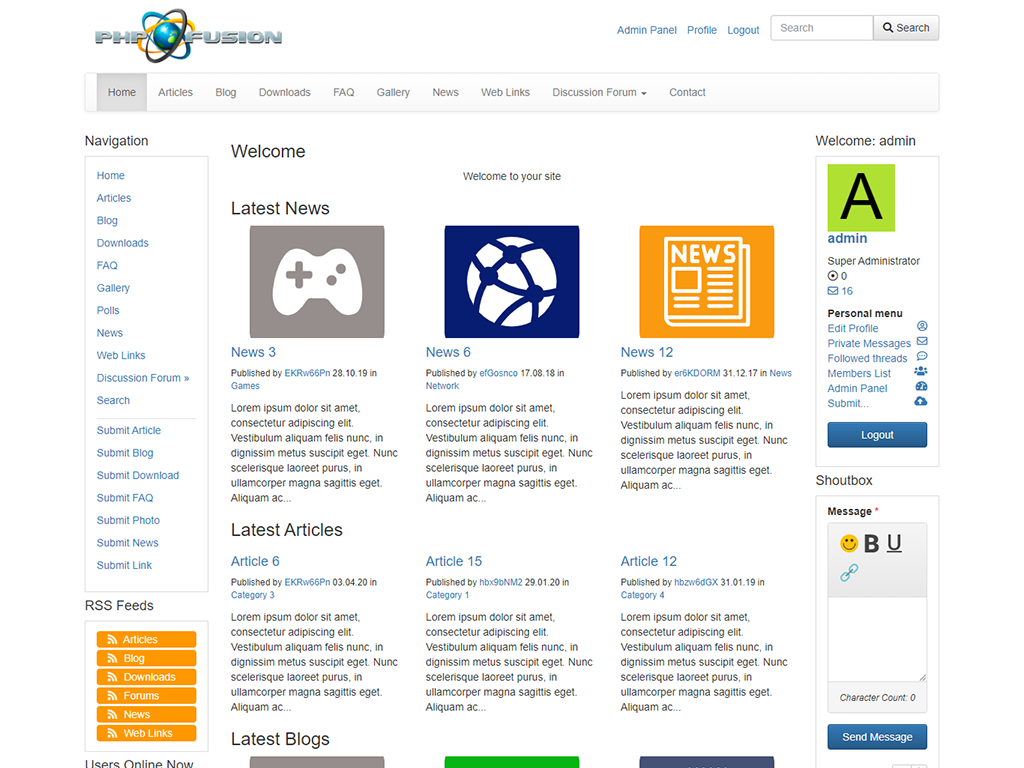 PHP FUSION
Admin Panel Profile Logout Search Search
Home Articles Blog Downloads FAQ Gallery News Web Links Discussion Forum Contact
Navigation
Home
Articles
Blog
Downloads
FAQ
Gallery
Polls
News
Web Links
Discussion Forum »
Search
Submit Article
Submit Blog
Submit Download
Submit FAQ
Submit Photo
Submit News
Submit Link
RSS Feeds
Articles
Blog
Downloads
Forums
News
Web Links
Users Online Now
Welcome
Welcome to your site
Latest News
News 3
Published by EKRw66Pn 28.10.19 in
Games
Lorem ipsum dolor sit amet,
consectetur adipiscing elit.
Vestibulum aliquam felis nunc, in
dignissim metus suscipit eget. Nunc
scelerisque laoreet purus, in
ullamcorper magna sagittis eget.
Aliquam ac...
News 6
Published by efGosnco 17.08.18 in
Network
Lorem ipsum dolor sit amet,
consectetur adipiscing elit.
Vestibulum aliquam felis nunc, in
dignissim metus suscipit eget. Nunc
scelerisque laoreet purus, in
ullamcorper magna sagittis eget.
Aliquam ac...
NEWS
News 12
Published by er6KDORM 31.12.17 in News
Lorem ipsum dolor sit amet,
consectetur adipiscing elit.
Vestibulum aliquam felis nunc, in
dignissim metus suscipit eget. Nunc
scelerisque laoreet purus, in
ullamcorper magna sagittis eget.
Aliquam ac...
Latest Articles
Article 6
Published by EKRw66Pn 03.04.20 in
Category 3
Lorem ipsum dolor sit amet,
consectetur adipiscing elit.
Vestibulum aliquam felis nunc, in
dignissim metus suscipit eget. Nunc
scelerisque laoreet purus, in
ullamcorper magna sagittis eget.
Aliquam ac...
Article 15
Published by hbx9bNM2 29.01.20 in
Category 1
Lorem ipsum dolor sit amet,
consectetur adipiscing elit.
Vestibulum aliquam felis nunc, in
dignissim metus suscipit eget. Nunc
scelerisque laoreet purus, in
ullamcorper magna sagittis eget.
Aliquam ac...
Article 12
Published by hbzw6dGX 31.01.19 in
Category 4
Lorem ipsum dolor sit amet,
consectetur adipiscing elit.
Vestibulum aliquam felis nunc, in
dignissim metus suscipit eget. Nunc
scelerisque laoreet purus, in
ullamcorper magna sagittis eget.
Aliquam ac...
Latest Blogs
Welcome: admin
A
admin
Super Administrator
0
16
Personal menu
Edit Profile
Private Messages
Followed threads
Members List
Admin Panel
Submit...
Logout
Shoutbox
Message *
B U
Character Count: 0
Send Message